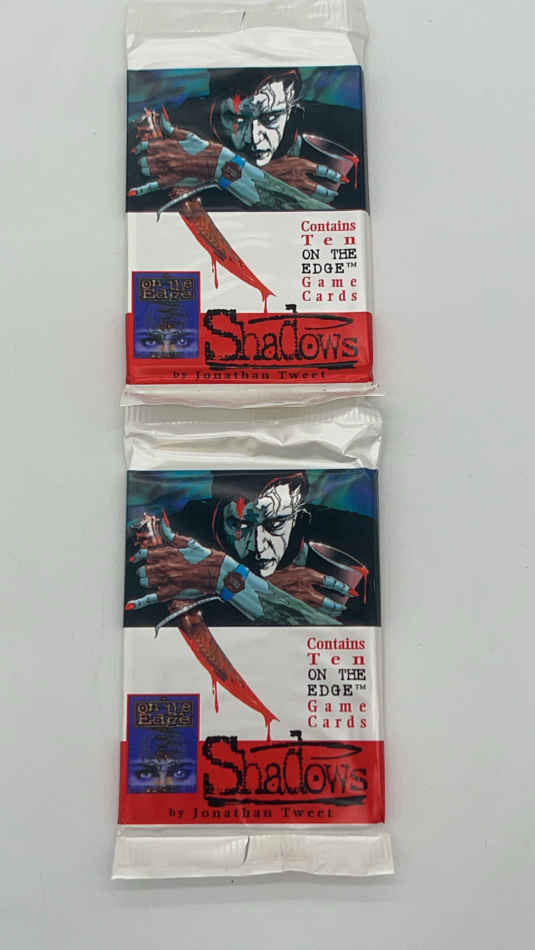 Contains
Ten
ON THE
EDGE™
Game
Cards
on the
Edge
Shadows
by Jonathan Tweet
Contains
Ten
ON THE
EDGE™
Game
Cards
on the
Edge
Shadows
by Jonathan Tweet